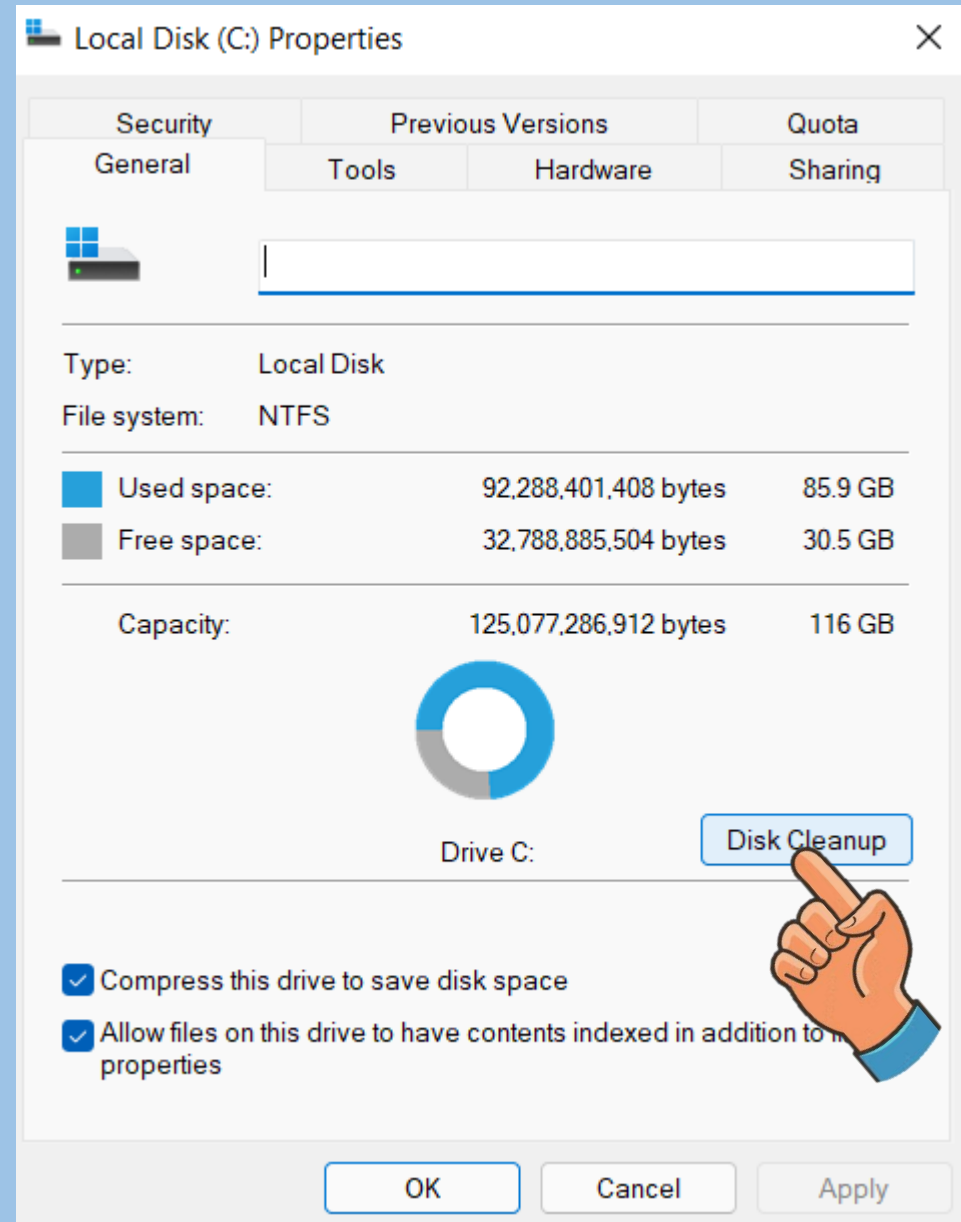 Local Disk (C:) Properties
Security Previous Versions Quota
General Tools Hardware Sharing
Type: Local Disk
File system: NTFS
Used space: 92,288,401,408 bytes 85.9 GB
Free space: 32,788,885,504 bytes 30.5 GB
Capacity: 125,077,286,912 bytes 116 GB
Drive C:
Disk Cleanup
Compress this drive to save disk space
Allow files on this drive to have contents indexed in addition to
properties
OK Cancel Apply